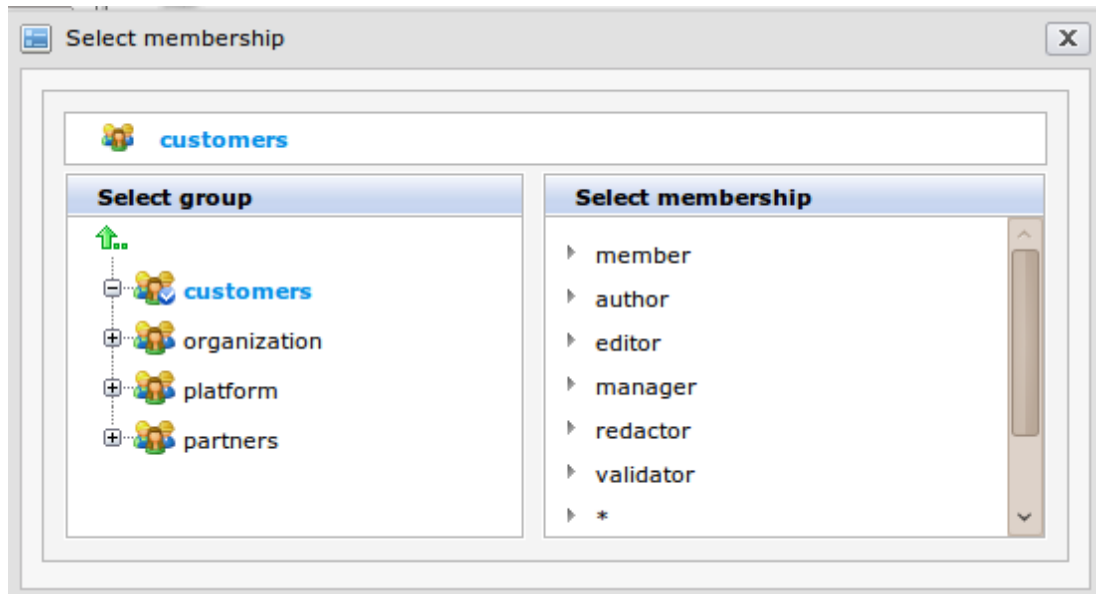 Select membership
X
customers
Select group
Select membership
..
customers
organization
platform
partners
member
author
editor
manager
redactor
validator
*